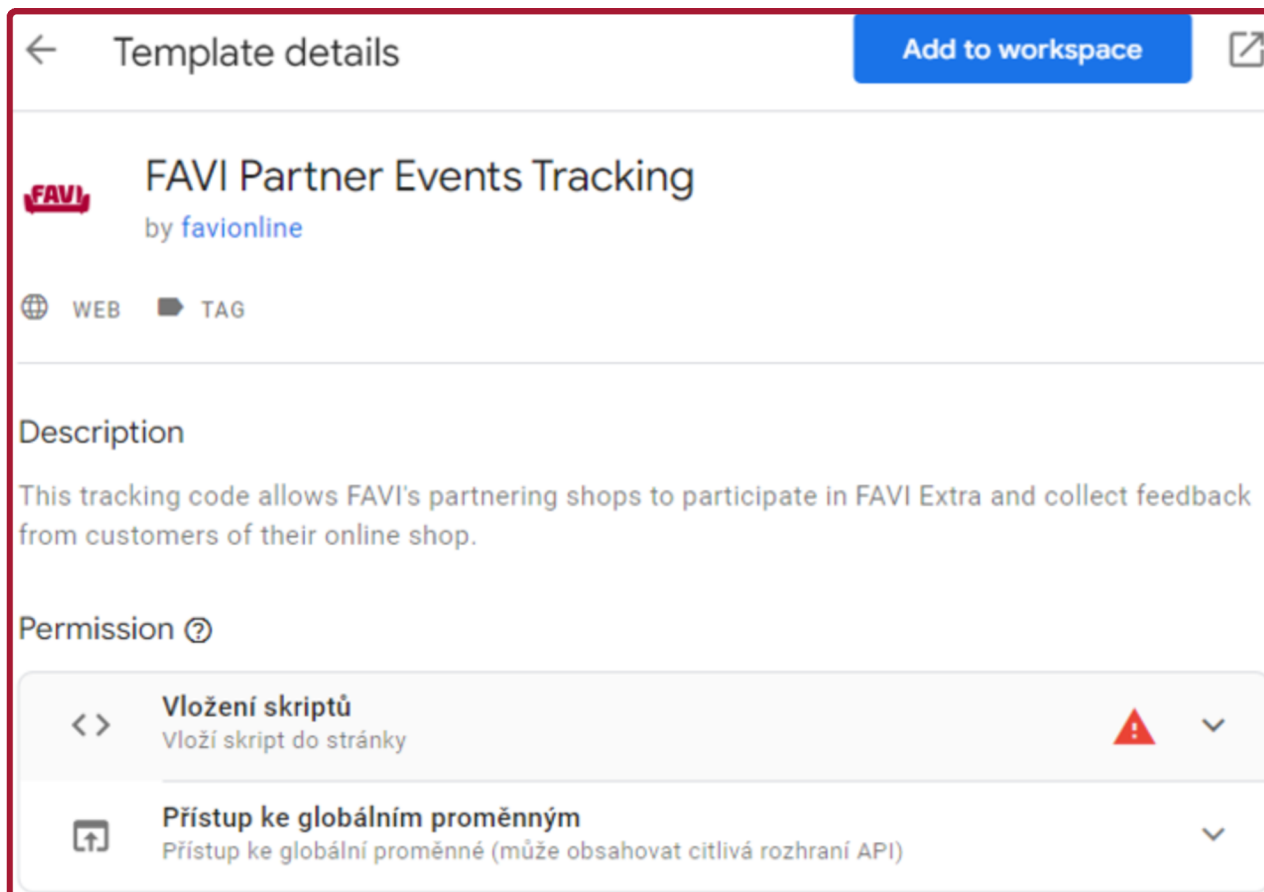 Template details
Add to workspace
FAVI
FAVI Partner Events Tracking
by favionline
WEB TAG
Description
This tracking code allows FAVI's partnering shops to participate in FAVI Extra and collect feedback
from customers of their online shop.
Permission
Vložení skriptů
Vloží skript do stránky
Přístup ke globálním proměnným
Přístup ke globální proměnné (může obsahovat citlivá rozhraní API)